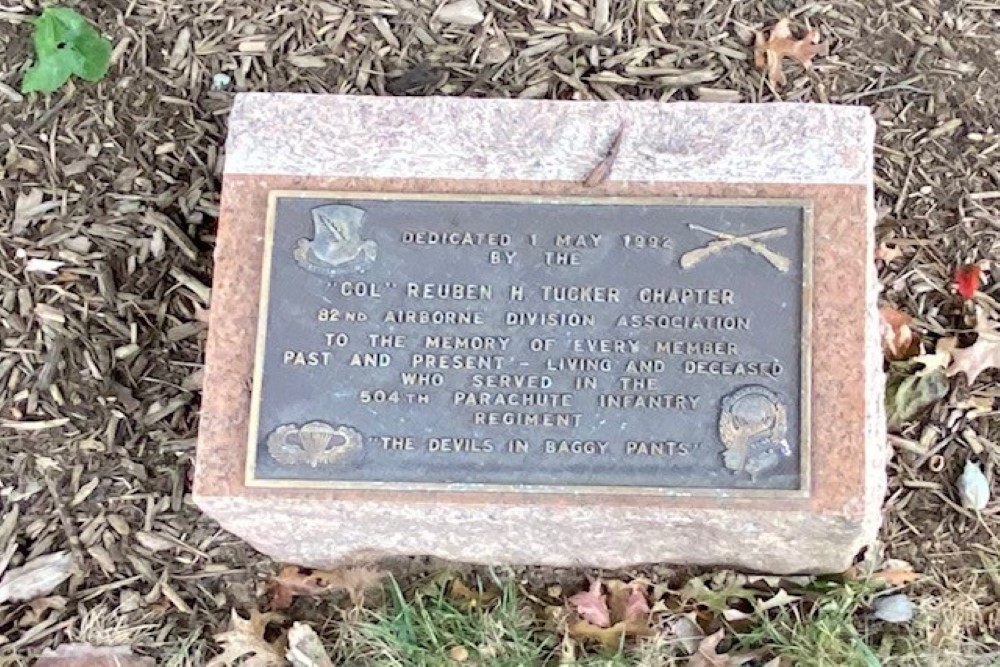 DEDICATED 1 MAY 1992
BY THE
"COL" REUBEN H TUCKER CHAPTER
82ND AIRBORNE DIVISION ASSOCIATION
TO THE MEMORY OF EVERY MEMBER
PAST AND PRESENT - LIVING AND DECEASED
WHO SERVED IN THE
504TH PARACHUTE INFANTRY
REGIMENT
"THE DEVILS IN BAGGY PANTS"